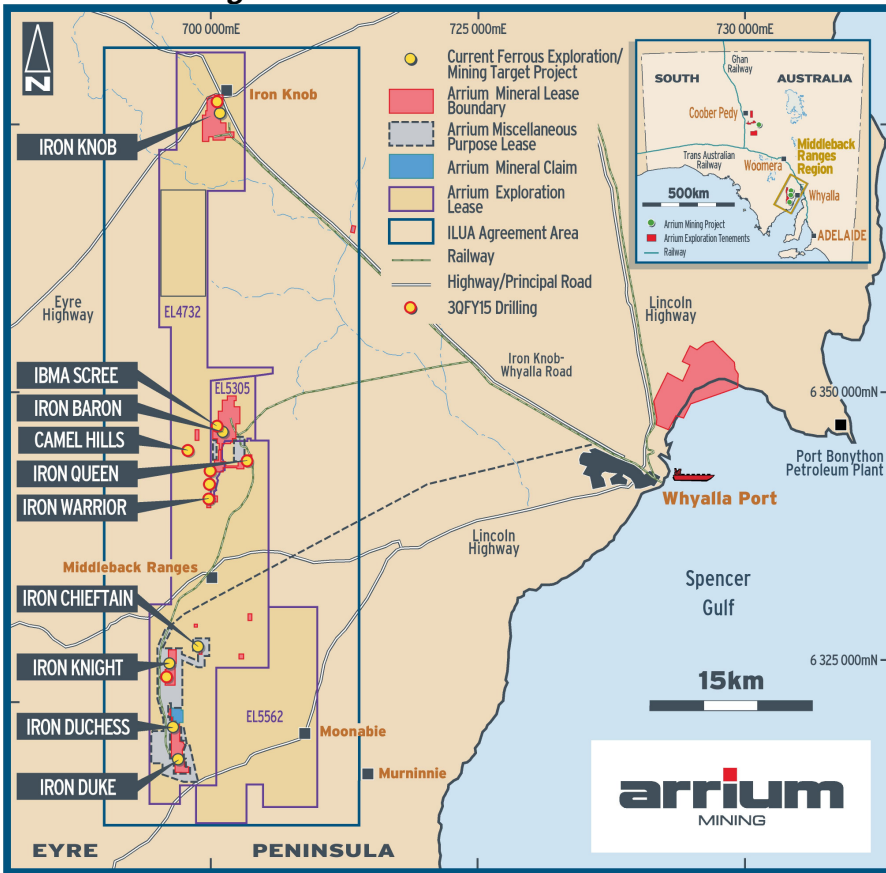 700 000mE
725 000mE
730 000mE
N
Iron Knob
IRON KNOB
Current Ferrous Exploration/
Mining Target Project
Arrium Mineral Lease
Boundary
Arrium Miscellaneous
Purpose Lease
Arrium Mineral Claim
Arrium Exploration
Lease
ILUA Agreement Area
Railway
Highway/Principal Road
3QFY15 Drilling
Ghan
Railway
SOUTH
AUSTRALIA
Coober Pedy
Middleback
Ranges
Region
Trans Australian
Railway
Woomera
500km
Whyalla
Arrium Mining Project
Arrium Exploration Tenements
Railway
ADELAIDE
Eyre
Highway
EL4732
Lincoln
Highway
Iron Knob-
Whyalla Road
IBMA SCREE
EL5305
IRON BARON
CAMEL HILLS
IRON QUEEN
IRON WARRIOR
6 350 000mN
Port Bonython
Petroleum Plant
Whyalla Port
Lincoln
Highway
Middleback Ranges
Spencer
Gulf
IRON CHIEFTAIN
IRON KNIGHT
6 325 000mN
15km
IRON DUCHESS
EL5562
Moonabie
IRON DUKE
Murninnie
arrium
MINING
EYRE
PENINSULA